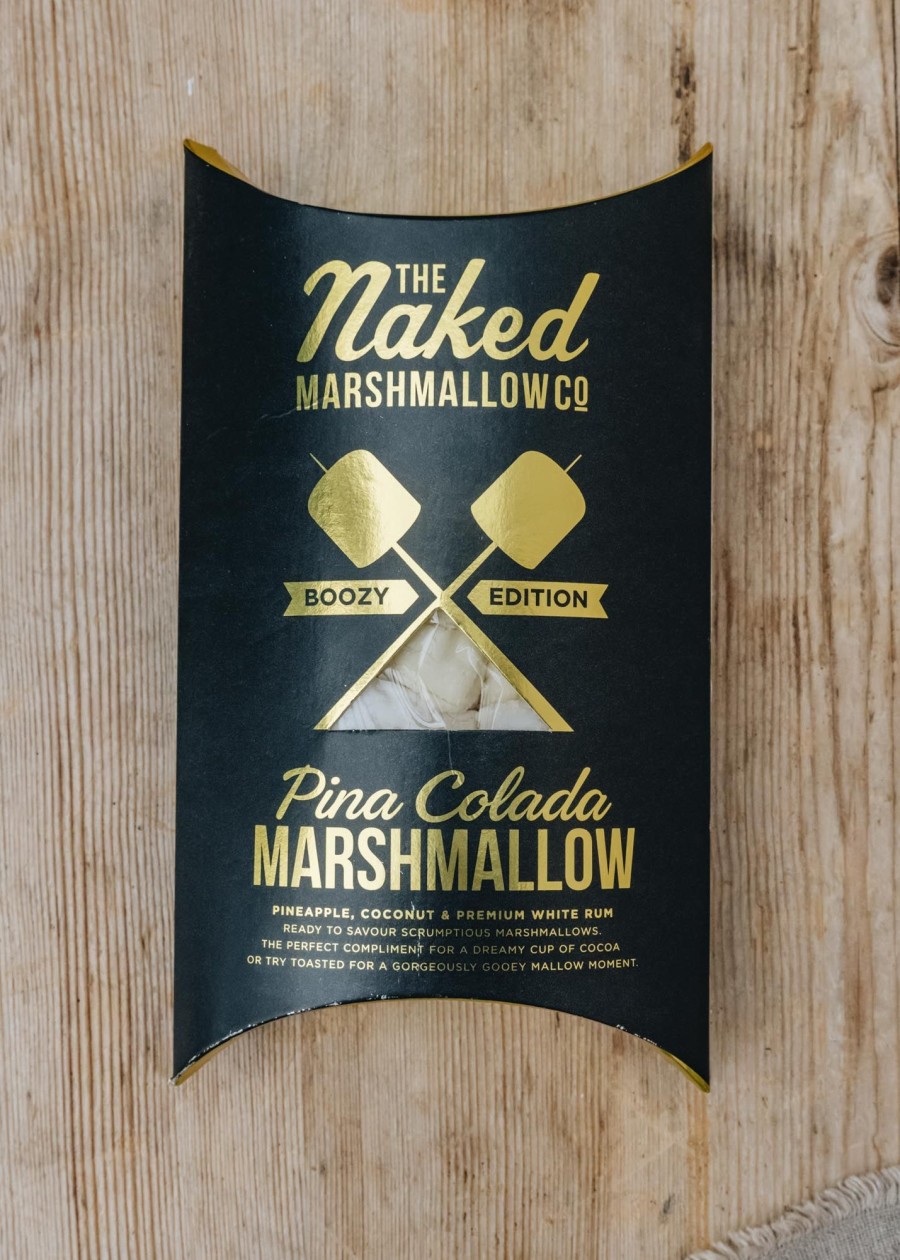 THE
Naked
MARSHMALLOW CO
BOOZY EDITION
Pina Colada
MARSHMALLOW
PINEAPPLE, COCONUT & PREMIUM WHITE RUM
READY TO SAVOUR SCRUMPTIOUS MARSHMALLOWS.
THE PERFECT COMPLIMENT FOR A DREAMY CUP OF COCOA
OR TRY TOASTED FOR A GORGEOUSLY GOOEY MALLOW MOMENT.